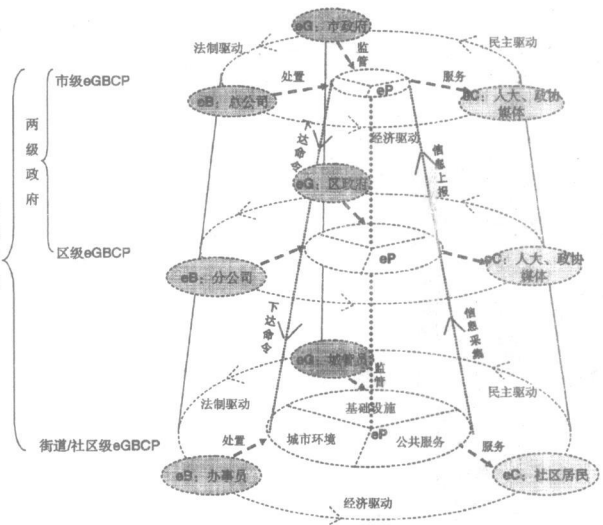 eG：市政府
法制驱动
监管
民主驱动
市级eGBCP
处置
服务
eP
eB：总公司
eC：人大、政协
媒体
两级政府
下达命令
经济驱动
信息上报
eG：区政府
区级eGBCP
eP
eB：分公司
eC：人大、政协
媒体
下达命令
信息采集
监管
法制驱动
民主驱动
基础设施
街道/社区级eGBCP
处置
城市环境
eP
公共服务
服务
eB：办事员
eC：社区居民
经济驱动